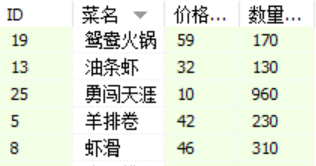 ID 菜名 价格... 数量...
19 鸳鸯火锅 59 170
13 油条虾 32 130
25 勇闯天涯 10 960
5 羊排卷 42 230
8 虾滑 46 310